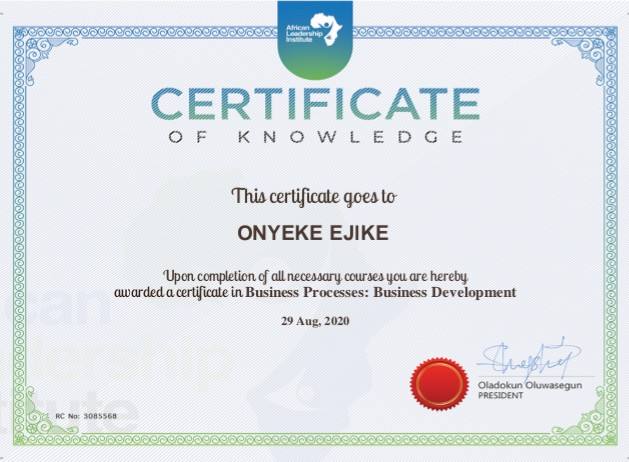 African
Leadership
Institute
CERTIFICATE
OF KNOWLEDGE
This certificate goes to
ONYEKE EJIKE
Upon completion of all necessary courses you are hereby
awarded a certificate in Business Processes: Business Development
29 Aug, 2020
Oladokun Oluwasegun
PRESIDENT
RC No: 3085568